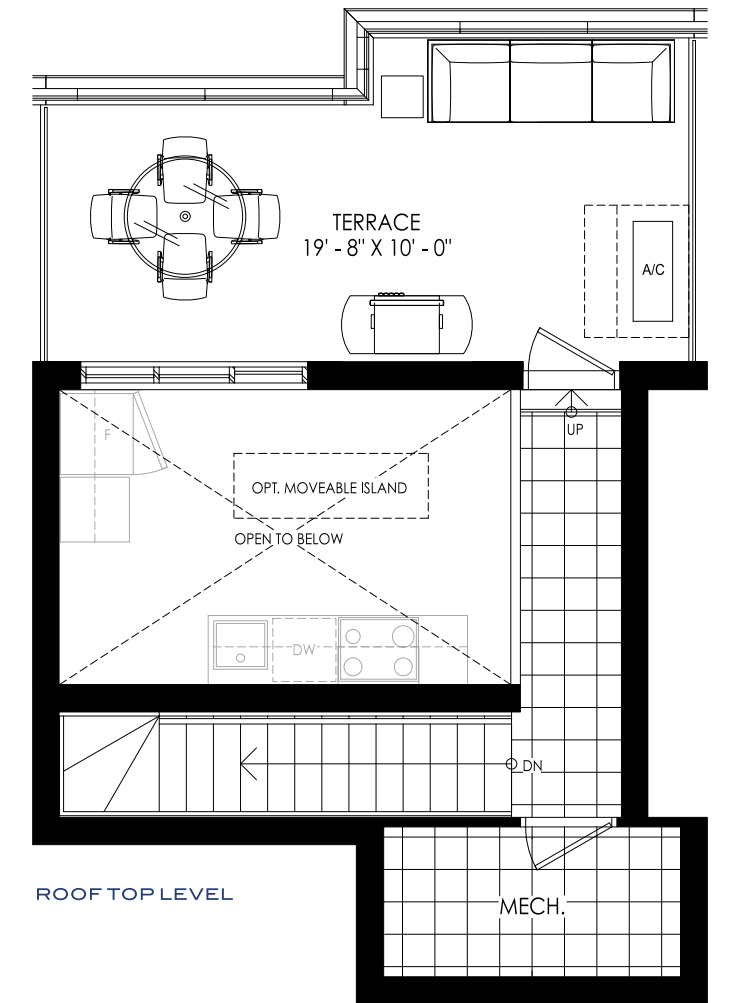 TERRACE
19' - 8" X 10' - 0"
A/C
UP
F
OPT. MOVEABLE ISLAND
OPEN TO BELOW
DW
DN
ROOF TOP LEVEL
MECH.